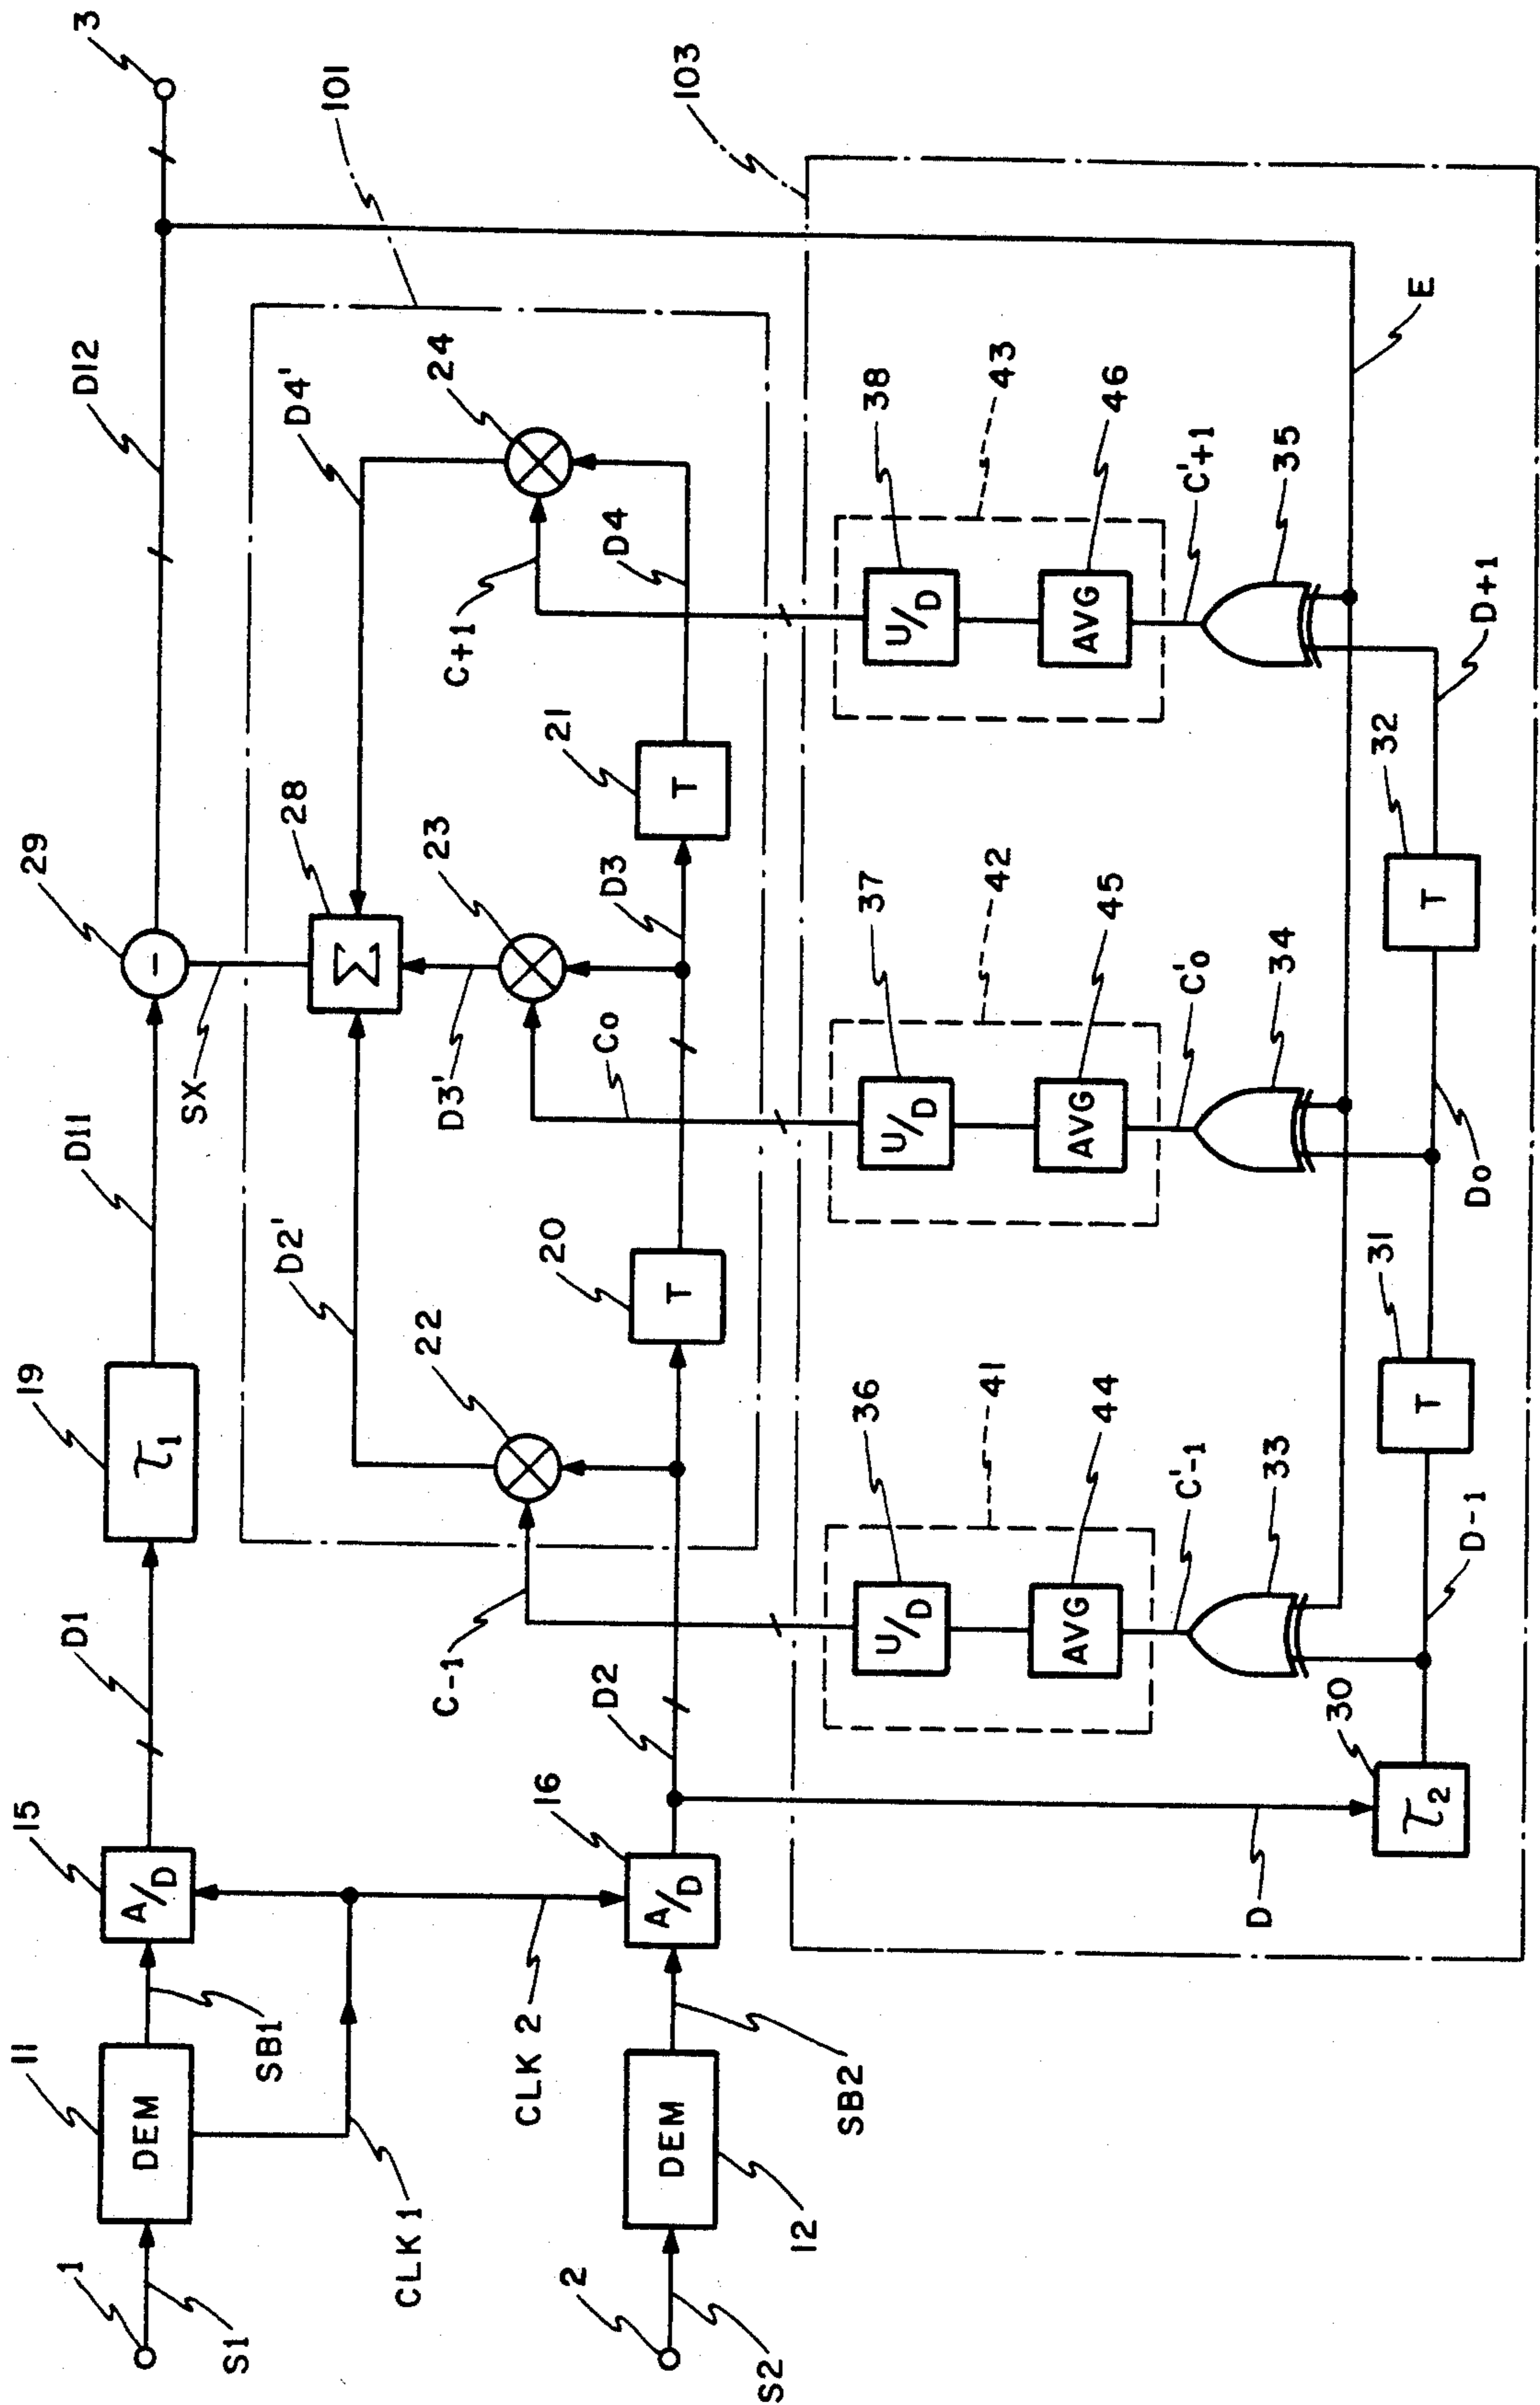 1
S1
11
DEM
SB1
CLK 1
15
A/D
D1
19
τ1
D11
29
-
SX
D12
3
101
2
S2
12
DEM
SB2
CLK 2
16
A/D
D2
C-1
22
D2'
20
T
28
Σ
D3'
23
Co
D3
21
T
C+1
D4
24
D4'
103
36
U/D
41
44
AVG
C'-1
33
37
U/D
42
45
AVG
C'o
34
38
U/D
43
46
AVG
C'+1
35
E
D
30
τ2
D-1
31
T
Do
32
T
D+1